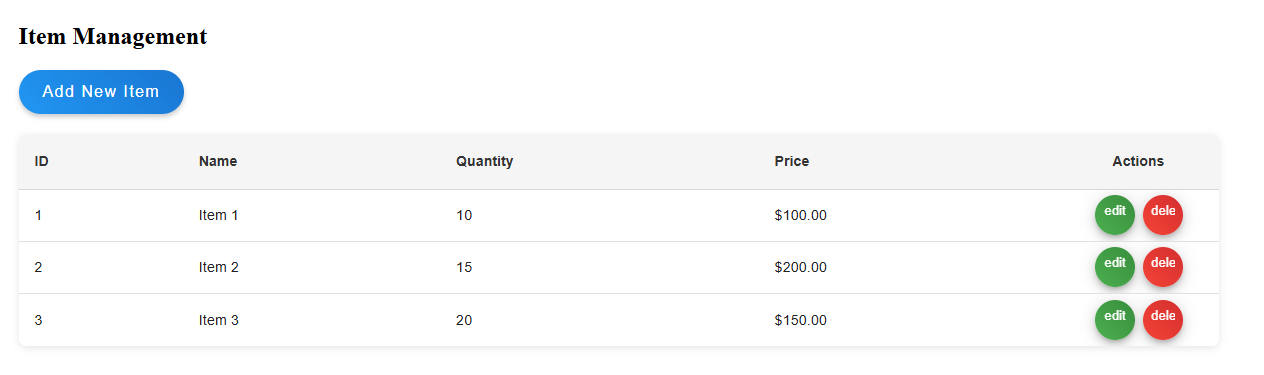 Item Management
Add New Item
ID Name Quantity Price Actions
1 Item 1 10 $100.00 edit dele
2 Item 2 15 $200.00 edit dele
3 Item 3 20 $150.00 edit dele